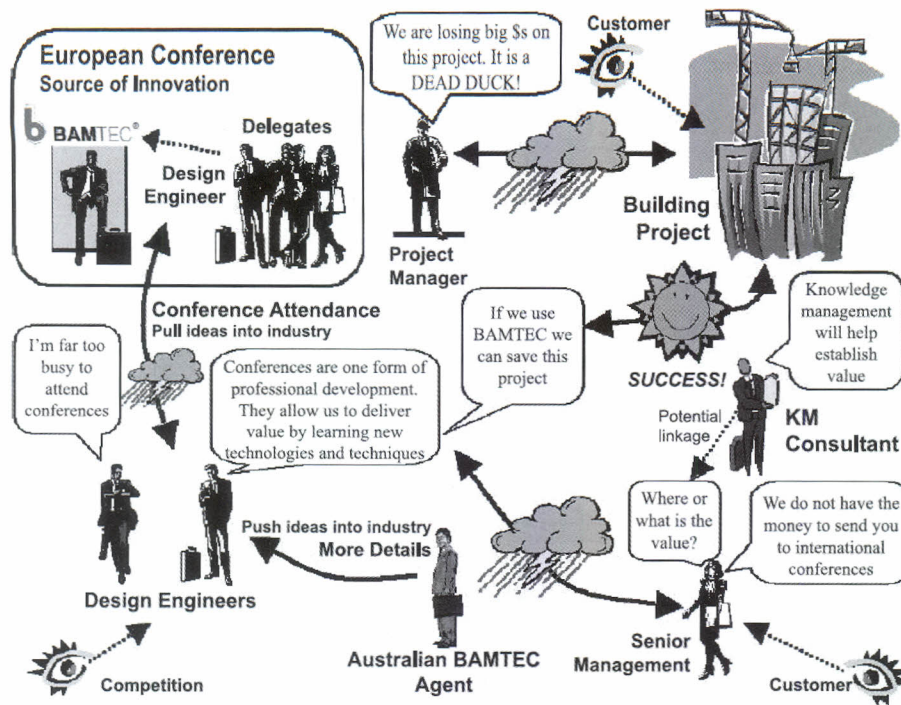 European Conference
Source of Innovation
b BAMTEC®
Delegates
Design
Engineer
We are losing big $s on
this project. It is a
DEAD DUCK!
Customer
Project
Manager
Building
Project
Conference Attendance
Pull ideas into industry
I'm far too
busy to
attend
conferences
Conferences are one form of
professional development.
They allow us to deliver
value by learning new
technologies and techniques
If we use
BAMTEC we
can save this
project
SUCCESS!
Knowledge
management
will help
establish
value
Potential
linkage
KM
Consultant
Where or
what is the
value?
We do not have the
money to send you
to international
conferences
Push ideas into industry
More Details
Design Engineers
Australian BAMTEC
Agent
Senior
Management
Competition
Customer